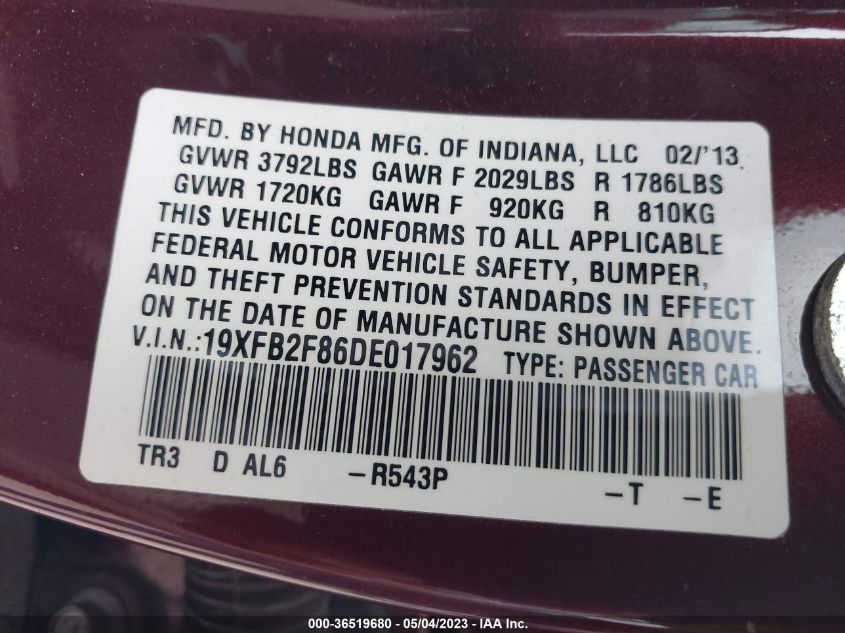 MFD. BY HONDA MFG. OF INDIANA, LLC 02/'13
GVWR 3792LBS GAWR F 2029LBS R 1786LBS
GVWR 1720KG GAWR F 920KG R 810KG
THIS VEHICLE CONFORMS TO ALL APPLICABLE
FEDERAL MOTOR VEHICLE SAFETY, BUMPER,
AND THEFT PREVENTION STANDARDS IN EFFECT
ON THE DATE OF MANUFACTURE SHOWN ABOVE.
V.I.N.:19XFB2F86DE017962 TYPE: PASSENGER CAR
TR3 D AL6 -R543P -T -E
000-36519680 - 05/04/2023 - IAA Inc.